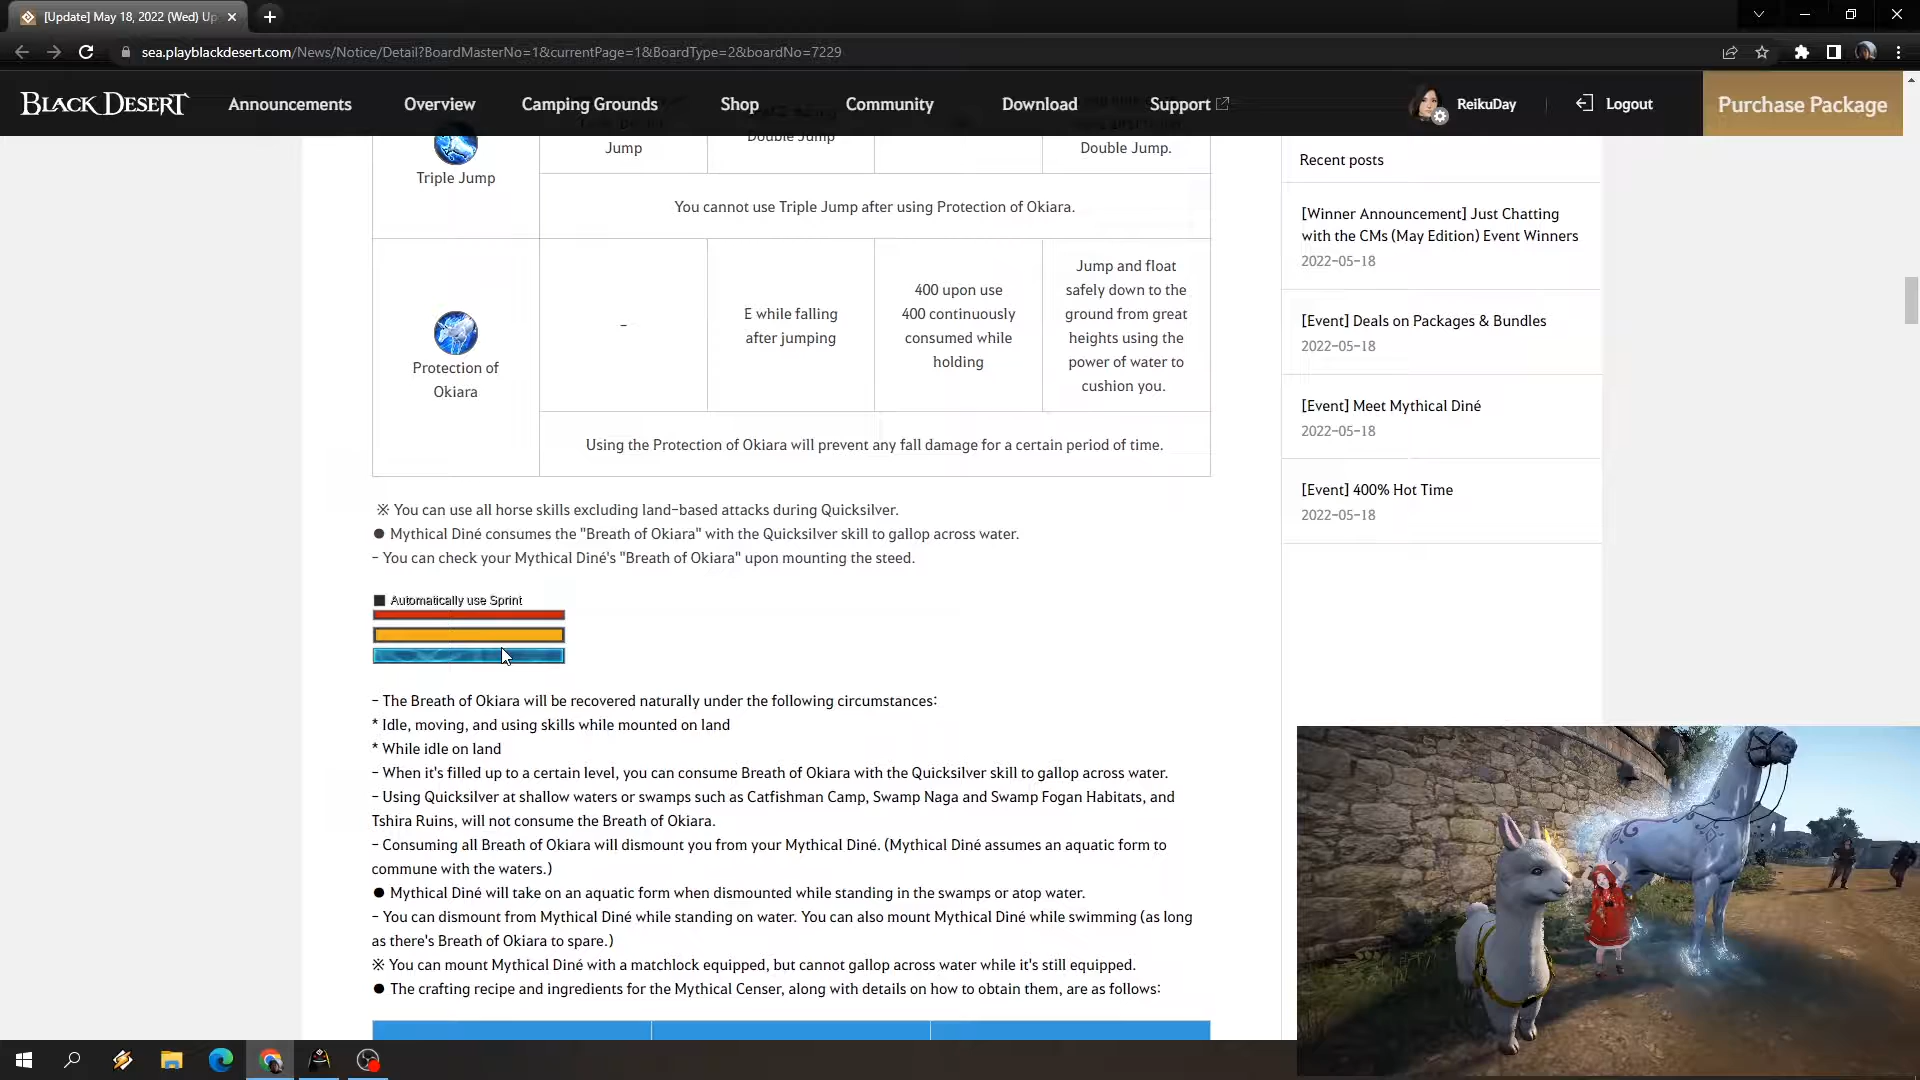 [Update] May 18, 2022 (Wed) Up
sea.playblackdesert.com/News/Notice/Detail?BoardMasterNo=1&currentPage=1&BoardType=2&boardNo=7229
BLACK DESERT
Announcements
Overview
Camping Grounds
Shop
Community
Download
Support
ReikuDay
Logout
Purchase Package
Triple Jump
Jump
Double Jump
Double Jump.
You cannot use Triple Jump after using Protection of Okiara.
Protection of
Okiara
-
E while falling
after jumping
400 upon use
400 continuously
consumed while
holding
Jump and float
safely down to the
ground from great
heights using the
power of water to
cushion you.
Using the Protection of Okiara will prevent any fall damage for a certain period of time.
※ You can use all horse skills excluding land-based attacks during Quicksilver.
● Mythical Diné consumes the "Breath of Okiara" with the Quicksilver skill to gallop across water.
- You can check your Mythical Diné's "Breath of Okiara" upon mounting the steed.
Automatically use Sprint
- The Breath of Okiara will be recovered naturally under the following circumstances:
* Idle, moving, and using skills while mounted on land
* While idle on land
- When it's filled up to a certain level, you can consume Breath of Okiara with the Quicksilver skill to gallop across water.
- Using Quicksilver at shallow waters or swamps such as Catfishman Camp, Swamp Naga and Swamp Fogan Habitats, and
Tshira Ruins, will not consume the Breath of Okiara.
- Consuming all Breath of Okiara will dismount you from your Mythical Diné. (Mythical Diné assumes an aquatic form to
commune with the waters.)
● Mythical Diné will take on an aquatic form when dismounted while standing in the swamps or atop water.
- You can dismount from Mythical Diné while standing on water. You can also mount Mythical Diné while swimming (as long
as there's Breath of Okiara to spare.)
※ You can mount Mythical Diné with a matchlock equipped, but cannot gallop across water while it's still equipped.
● The crafting recipe and ingredients for the Mythical Censer, along with details on how to obtain them, are as follows:
Recent posts
[Winner Announcement] Just Chatting
with the CMs (May Edition) Event Winners
2022-05-18
[Event] Deals on Packages & Bundles
2022-05-18
[Event] Meet Mythical Diné
2022-05-18
[Event] 400% Hot Time
2022-05-18